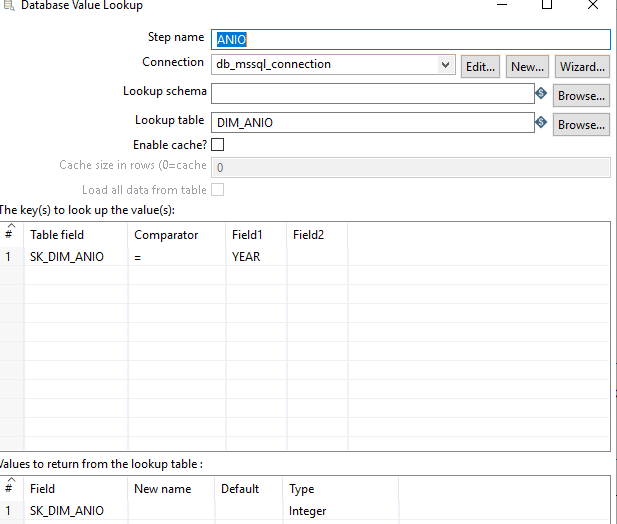 Database Value Lookup
Step name ANIO
Connection db_mssql_connection Edit... New... Wizard...
Lookup schema Browse...
Lookup table DIM_ANIO Browse...
Enable cache?
Cache size in rows (0=cache 0
Load all data from table
The key(s) to look up the value(s):
# Table field Comparator Field1 Field2
1 SK_DIM_ANIO = YEAR
Values to return from the lookup table :
# Field New name Default Type
1 SK_DIM_ANIO Integer